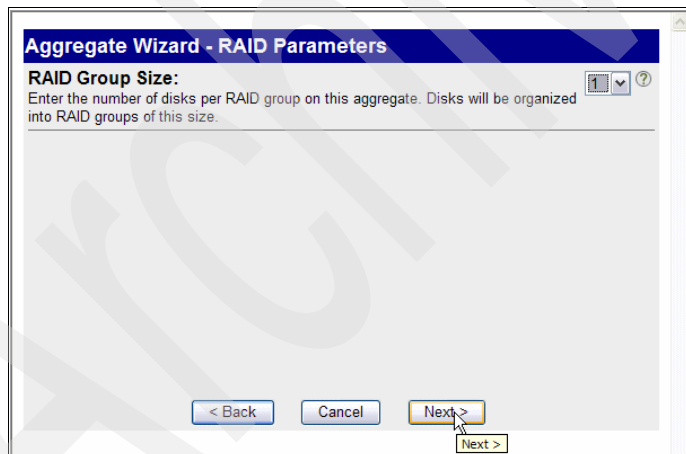 Aggregate Wizard - RAID Parameters
RAID Group Size:
1
?
Enter the number of disks per RAID group on this aggregate. Disks will be organized
into RAID groups of this size.
< Back
Cancel
Next >
Next >